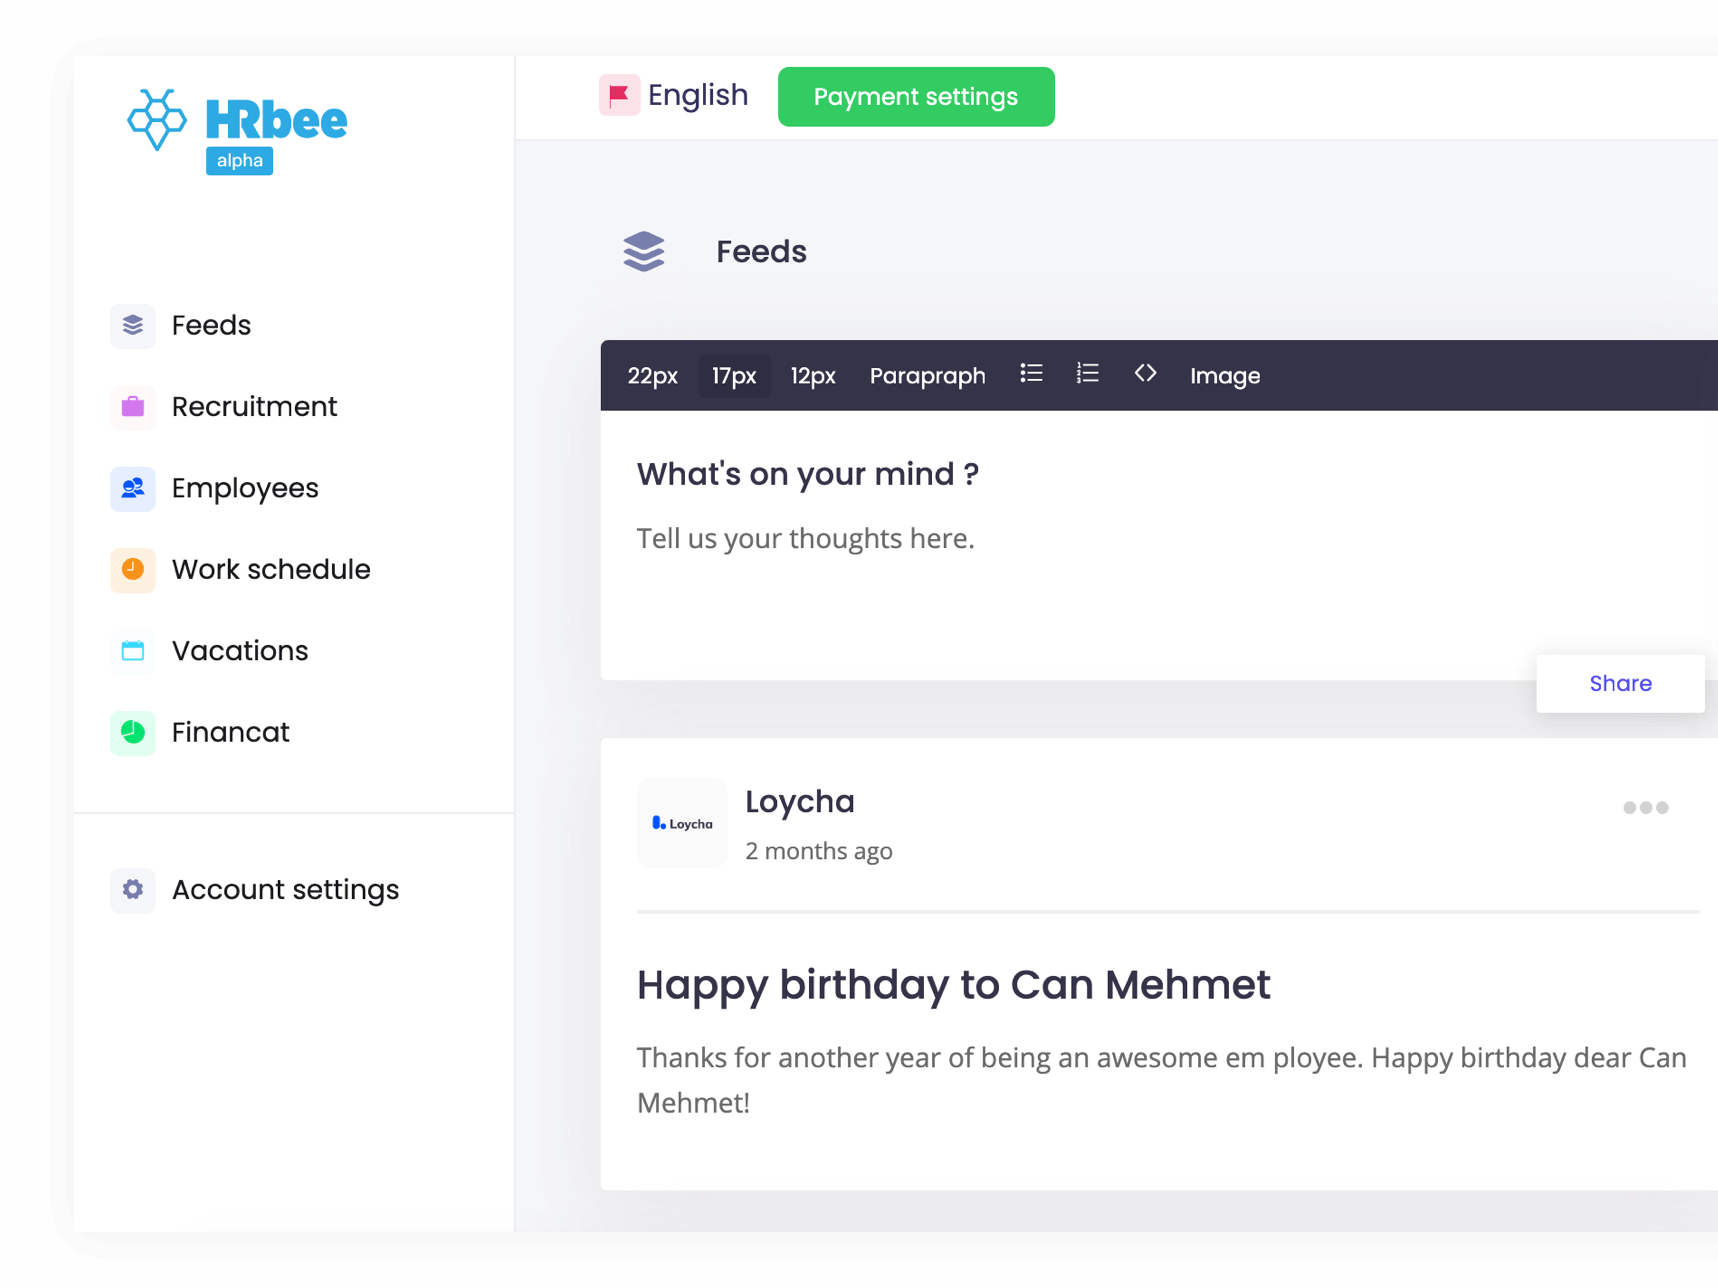 HRbee
alpha
English
Payment settings
Feeds
Recruitment
Employees
Work schedule
Vacations
Financat
Account settings
Feeds
22px 17px 12px Parapraph Image
What's on your mind ?
Tell us your thoughts here.
Share
Loycha
Loycha
2 months ago
Happy birthday to Can Mehmet
Thanks for another year of being an awesome em ployee. Happy birthday dear Can
Mehmet!